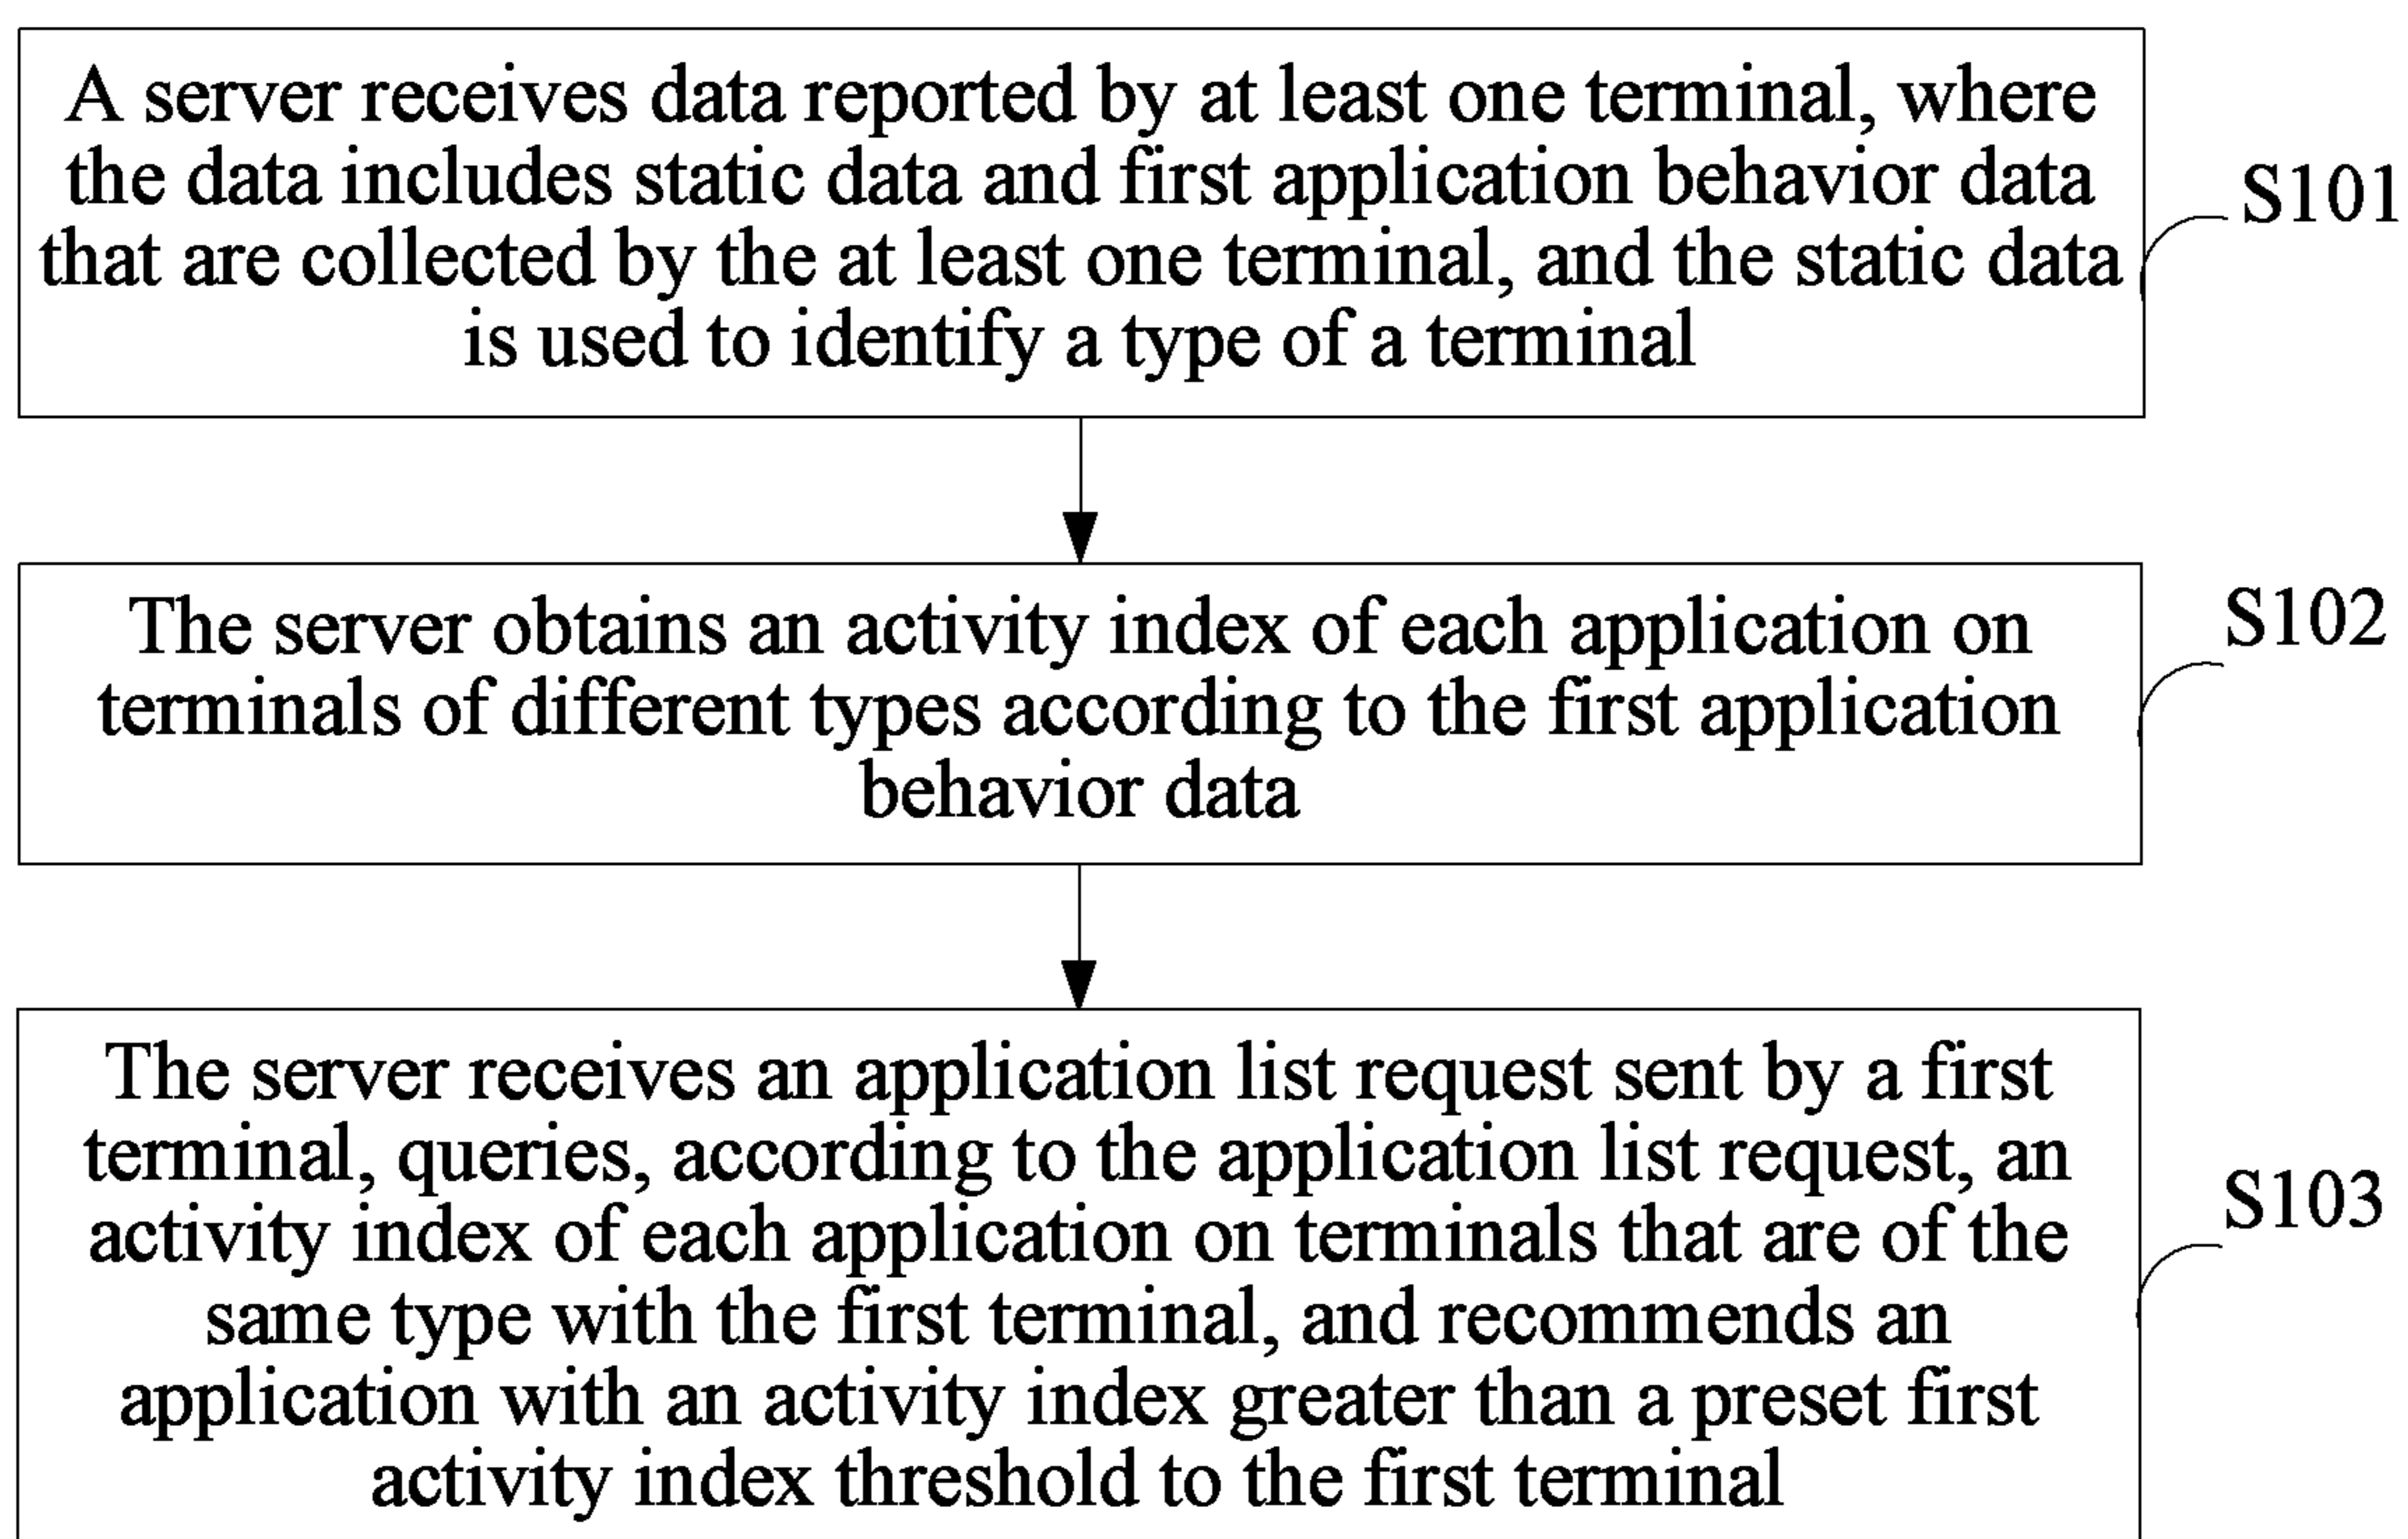 A server receives data reported by at least one terminal, where
the data includes static data and first application behavior data
that are collected by the at least one terminal, and the static data
is used to identify a type of a terminal
S101
The server obtains an activity index of each application on
terminals of different types according to the first application
behavior data
S102
The server receives an application list request sent by a first
terminal, queries, according to the application list request, an
activity index of each application on terminals that are of the
same type with the first terminal, and recommends an
application with an activity index greater than a preset first
activity index threshold to the first terminal
S103